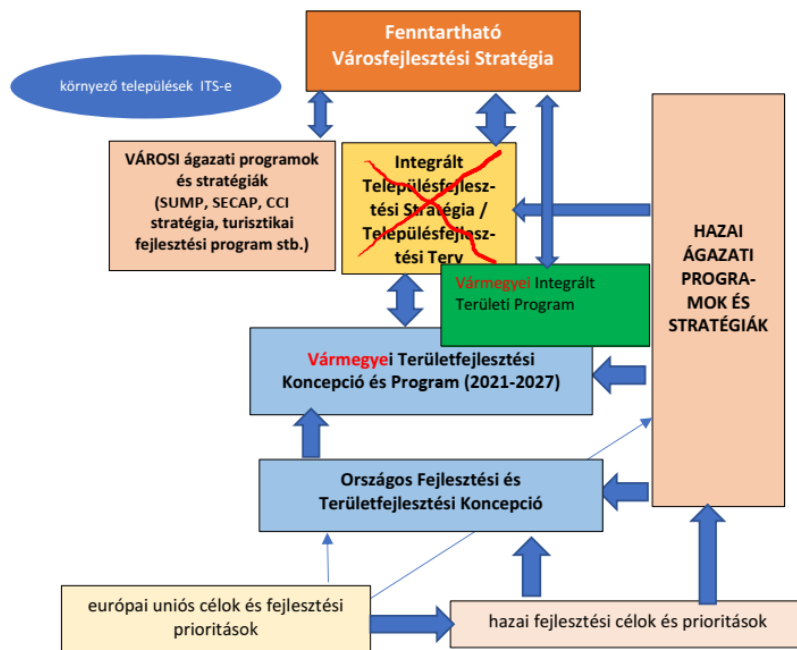 Fenntartható
Városfejlesztési Stratégia
környező települések ITS-e
VÁROSI ágazati programok
és stratégiák
(SUMP, SECAP, CCI
stratégia, turisztikai
fejlesztési program stb.)
Integrált
Településfejlesz-
tési Stratégia /
Településfejlesz-
tési Terv
HAZAI
ÁGAZATI
PROGRA-
MOK ÉS
STRATÉGIÁK
Vármegyei Integrált
Területi Program
Vármegyei Területfejlesztési
Koncepció és Program (2021-2027)
Országos Fejlesztési és
Területfejlesztési Koncepció
európai uniós célok és fejlesztési
prioritások
hazai fejlesztési célok és prioritások